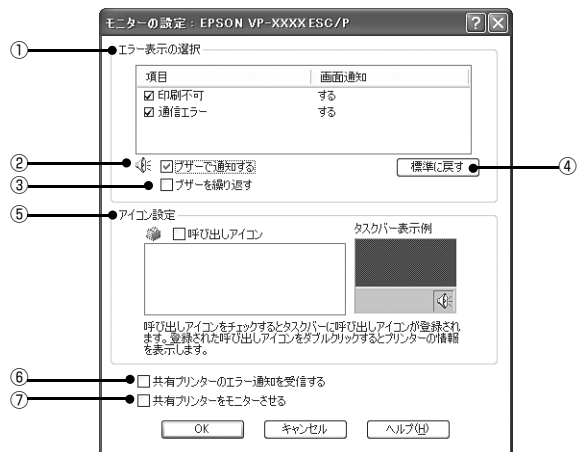 モニターの設定：EPSON VP-XXXX ESC/P
① エラー表示の選択
項目 画面通知
印刷不可 する
通信エラー する
② ブザーで通知する 標準に戻す ④
③ ブザーを繰り返す
⑤ アイコン設定
呼び出しアイコン タスクバー表示例
呼び出しアイコンをチェックするとタスクバーに呼び出しアイコンが登録され
ます。登録された呼び出しアイコンをダブルクリックするとプリンターの情報
を表示します。
⑥ 共有プリンターのエラー通知を受信する
⑦ 共有プリンターをモニターさせる
OK キャンセル ヘルプ(H)